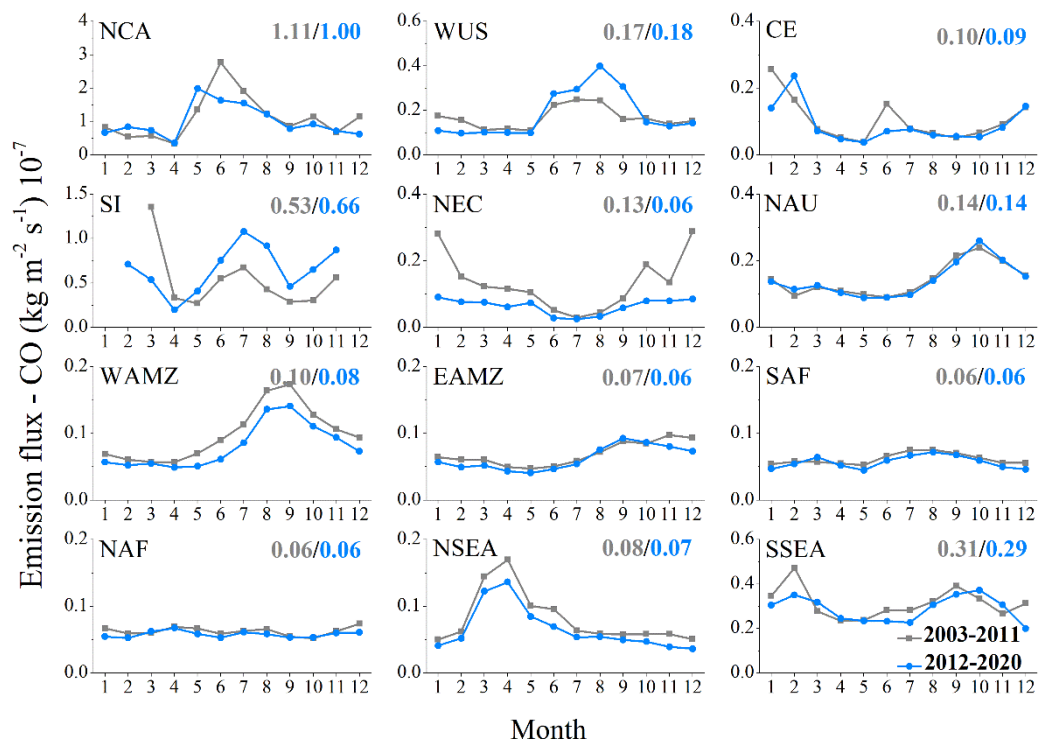 Emission flux - CO (kg m-2 s-1) 10-7
NCA
1.11/1.00
4
3
2
1
0
1 2 3 4 5 6 7 8 9 10 11 12
WUS
0.17/0.18
0.6
0.4
0.2
0.0
1 2 3 4 5 6 7 8 9 10 11 12
CE
0.10/0.09
0.4
0.2
0.0
1 2 3 4 5 6 7 8 9 10 11 12
SI
0.53/0.66
1.5
1.0
0.5
0.0
1 2 3 4 5 6 7 8 9 10 11 12
NEC
0.13/0.06
0.4
0.3
0.2
0.1
0.0
1 2 3 4 5 6 7 8 9 10 11 12
NAU
0.14/0.14
0.4
0.2
0.0
1 2 3 4 5 6 7 8 9 10 11 12
WAMZ
0.10/0.08
0.2
0.1
0.0
1 2 3 4 5 6 7 8 9 10 11 12
EAMZ
0.07/0.06
0.2
0.1
0.0
1 2 3 4 5 6 7 8 9 10 11 12
SAF
0.06/0.06
0.2
0.1
0.0
1 2 3 4 5 6 7 8 9 10 11 12
NAF
0.06/0.06
0.2
0.1
0.0
1 2 3 4 5 6 7 8 9 10 11 12
NSEA
0.08/0.07
0.2
0.1
0.0
1 2 3 4 5 6 7 8 9 10 11 12
SSEA
0.31/0.29
0.6
0.4
0.2
0.0
2003-2011
2012-2020
1 2 3 4 5 6 7 8 9 10 11 12
Month